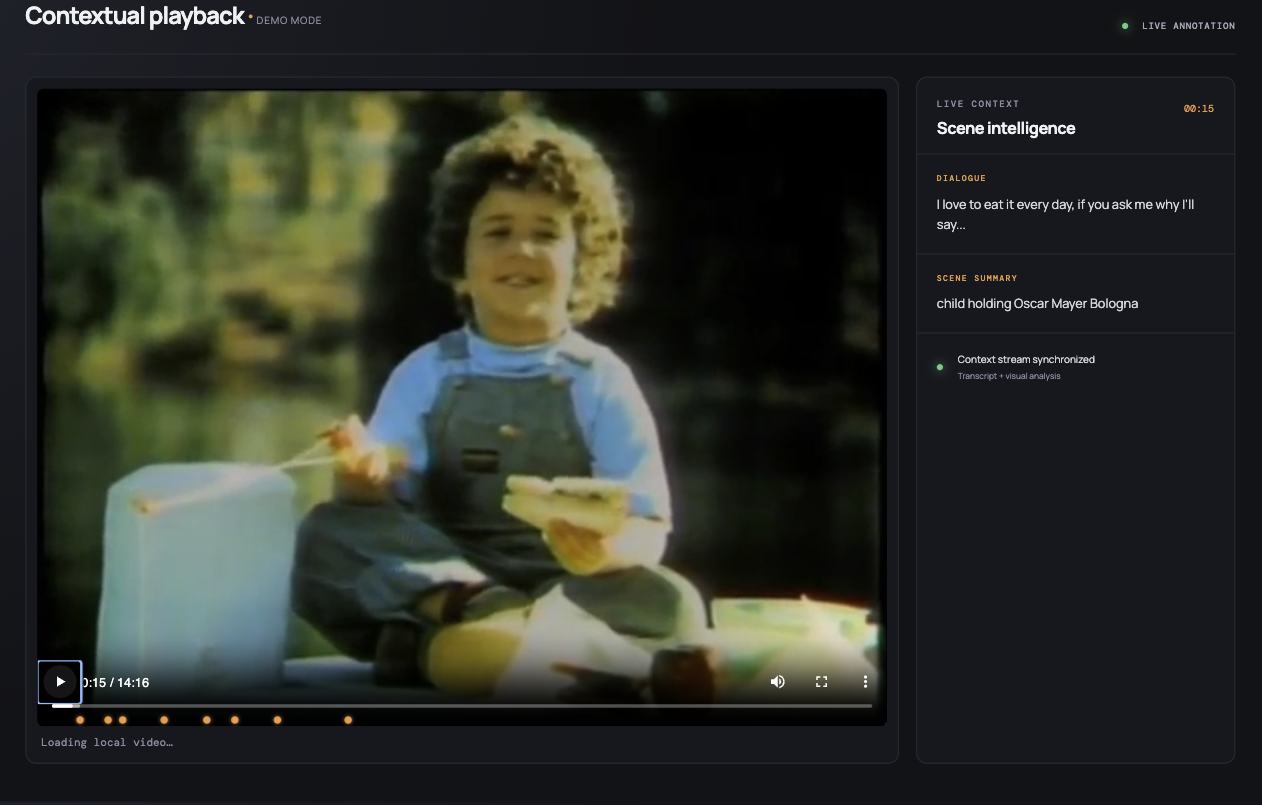 Contextual playback • DEMO MODE
LIVE ANNOTATION
0:15 / 14:16
Loading local video…
LIVE CONTEXT
00:15
Scene intelligence
DIALOGUE
I love to eat it every day, if you ask me why I'll
say...
SCENE SUMMARY
child holding Oscar Mayer Bologna
Context stream synchronized
Transcript + visual analysis